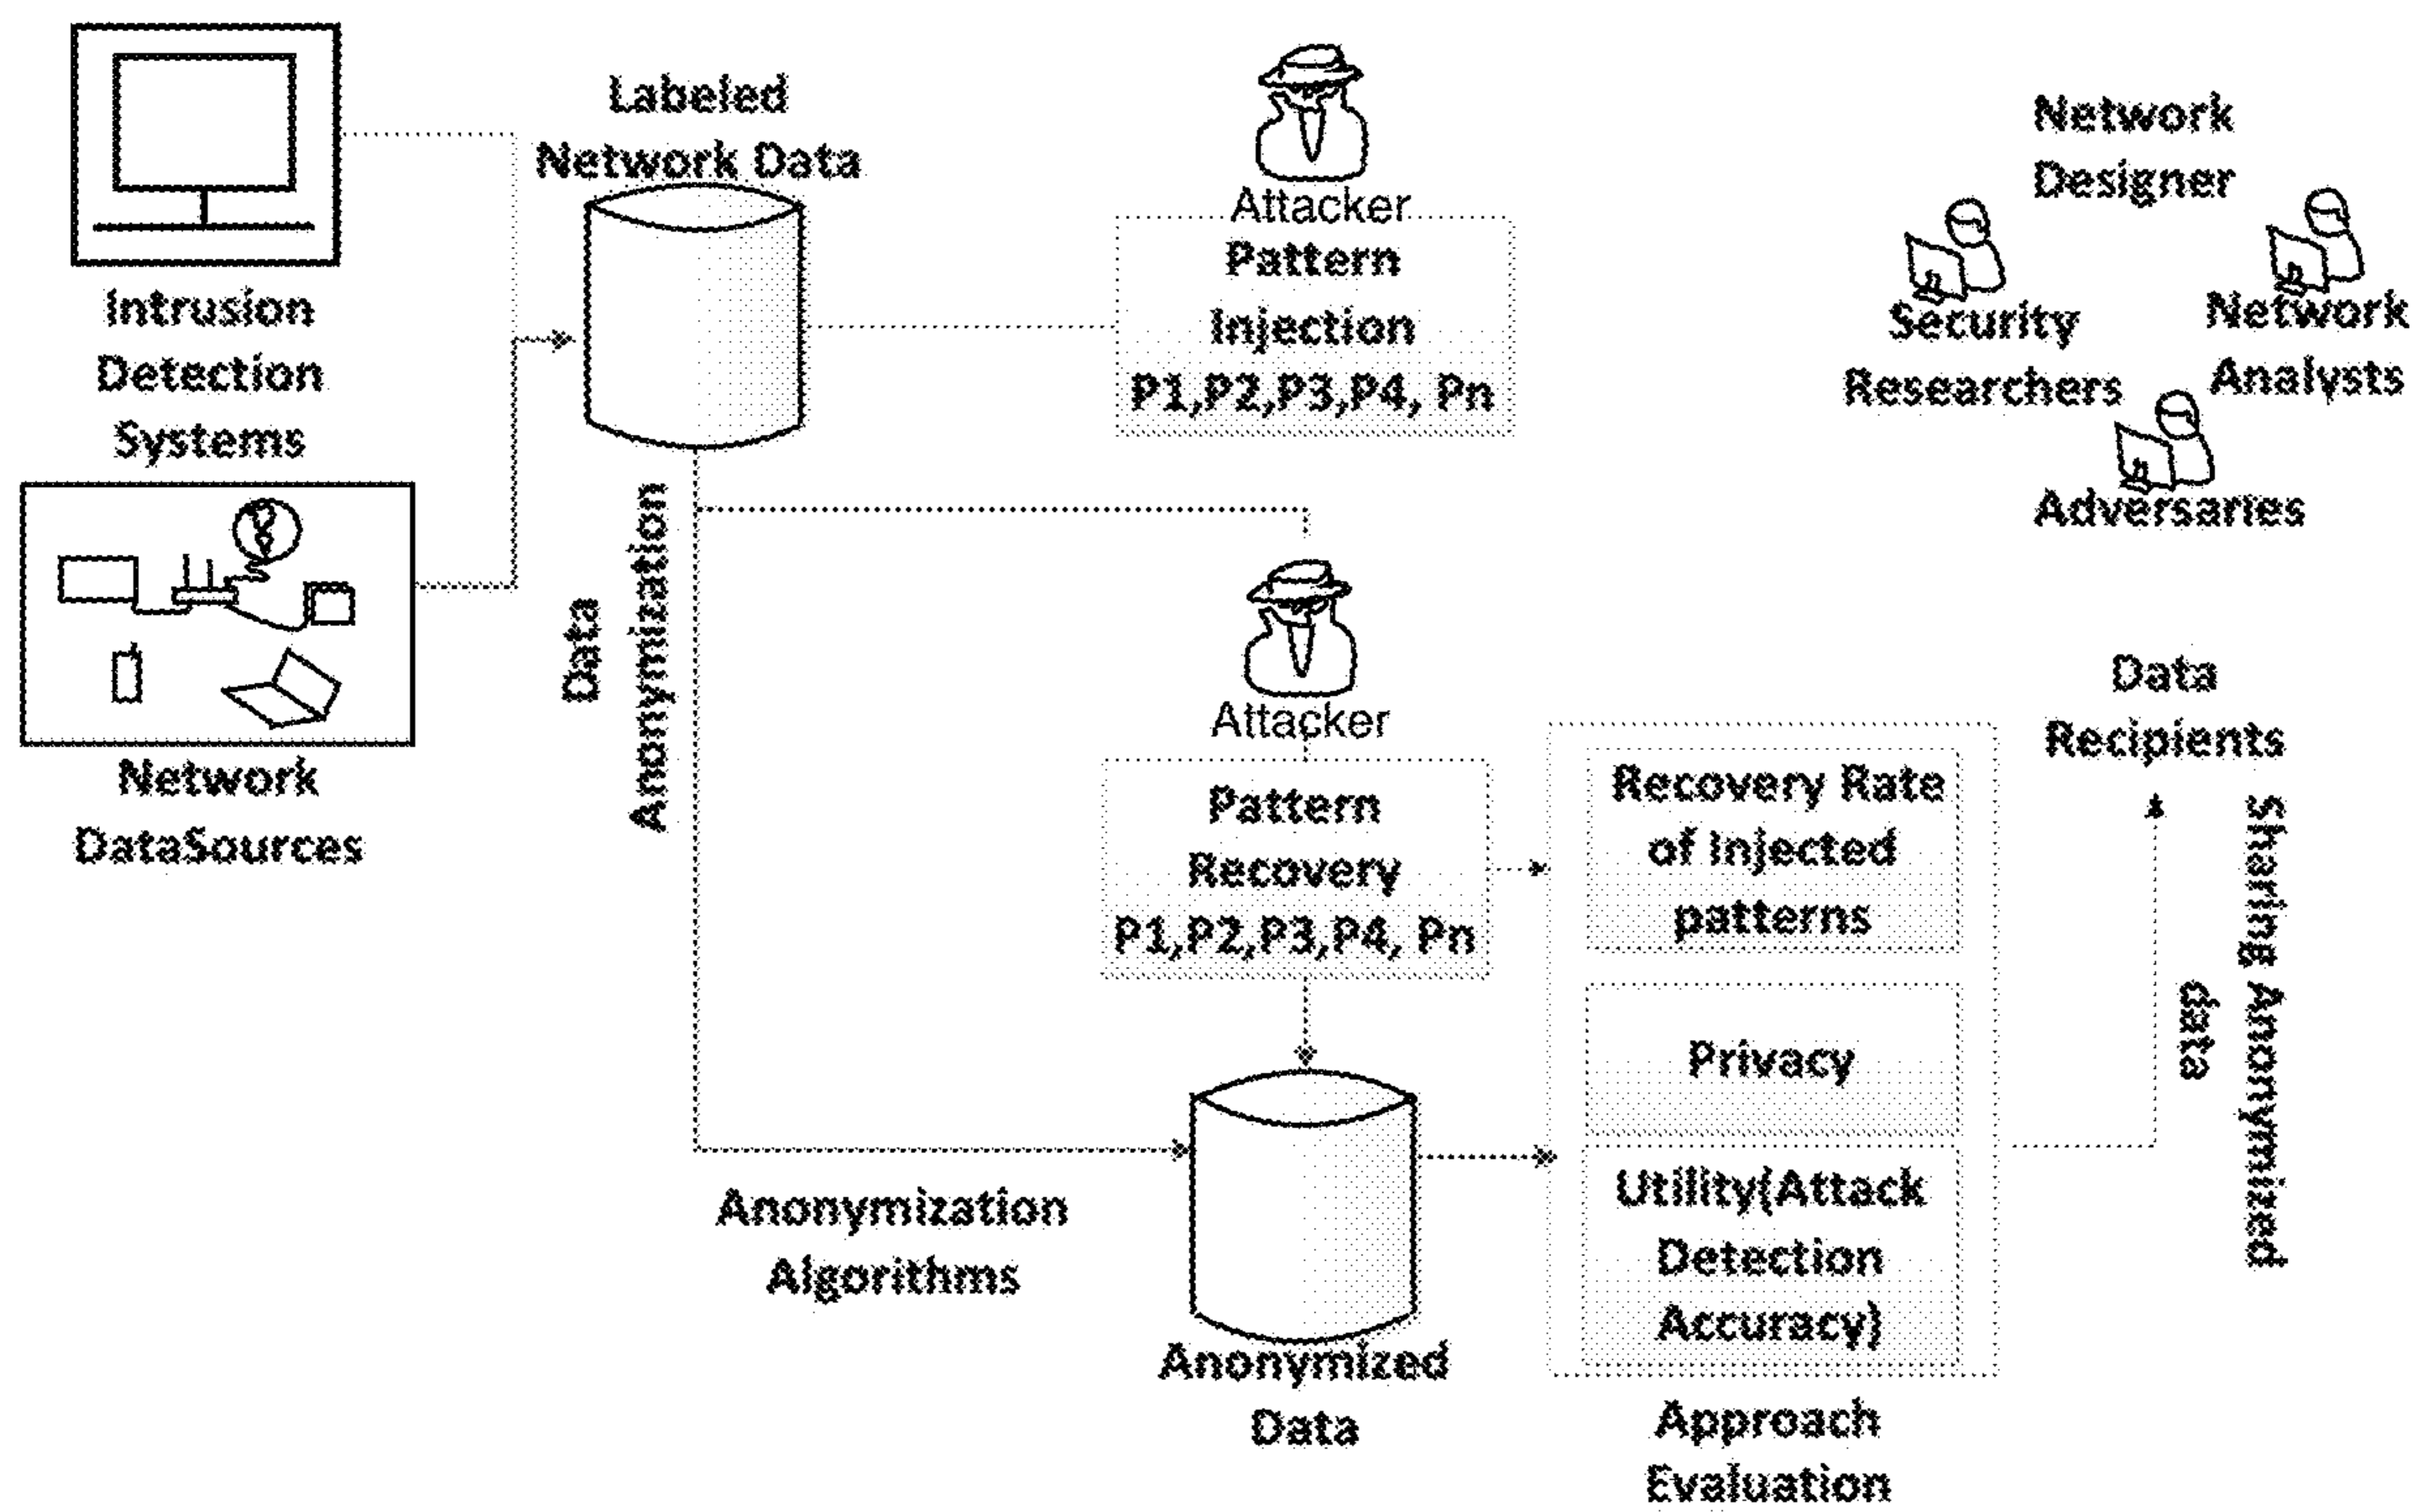 Intrusion
Detection
Systems
Network
DataSources
Labeled
Network Data
Data
Anonymization
Attacker
Pattern
Injection
P1,P2,P3,P4, Pn
Network
Designer
Security
Researchers
Network
Analysts
Adversaries
Attacker
Pattern
Recovery
P1,P2,P3,P4, Pn
Recovery Rate
of Injected
patterns
Privacy
Utility(Attack
Detection
Accuracy)
Approach
Evaluation
Data
Recipients
Sharing Anonymized
data
Anonymization
Algorithms
Anonymized
Data